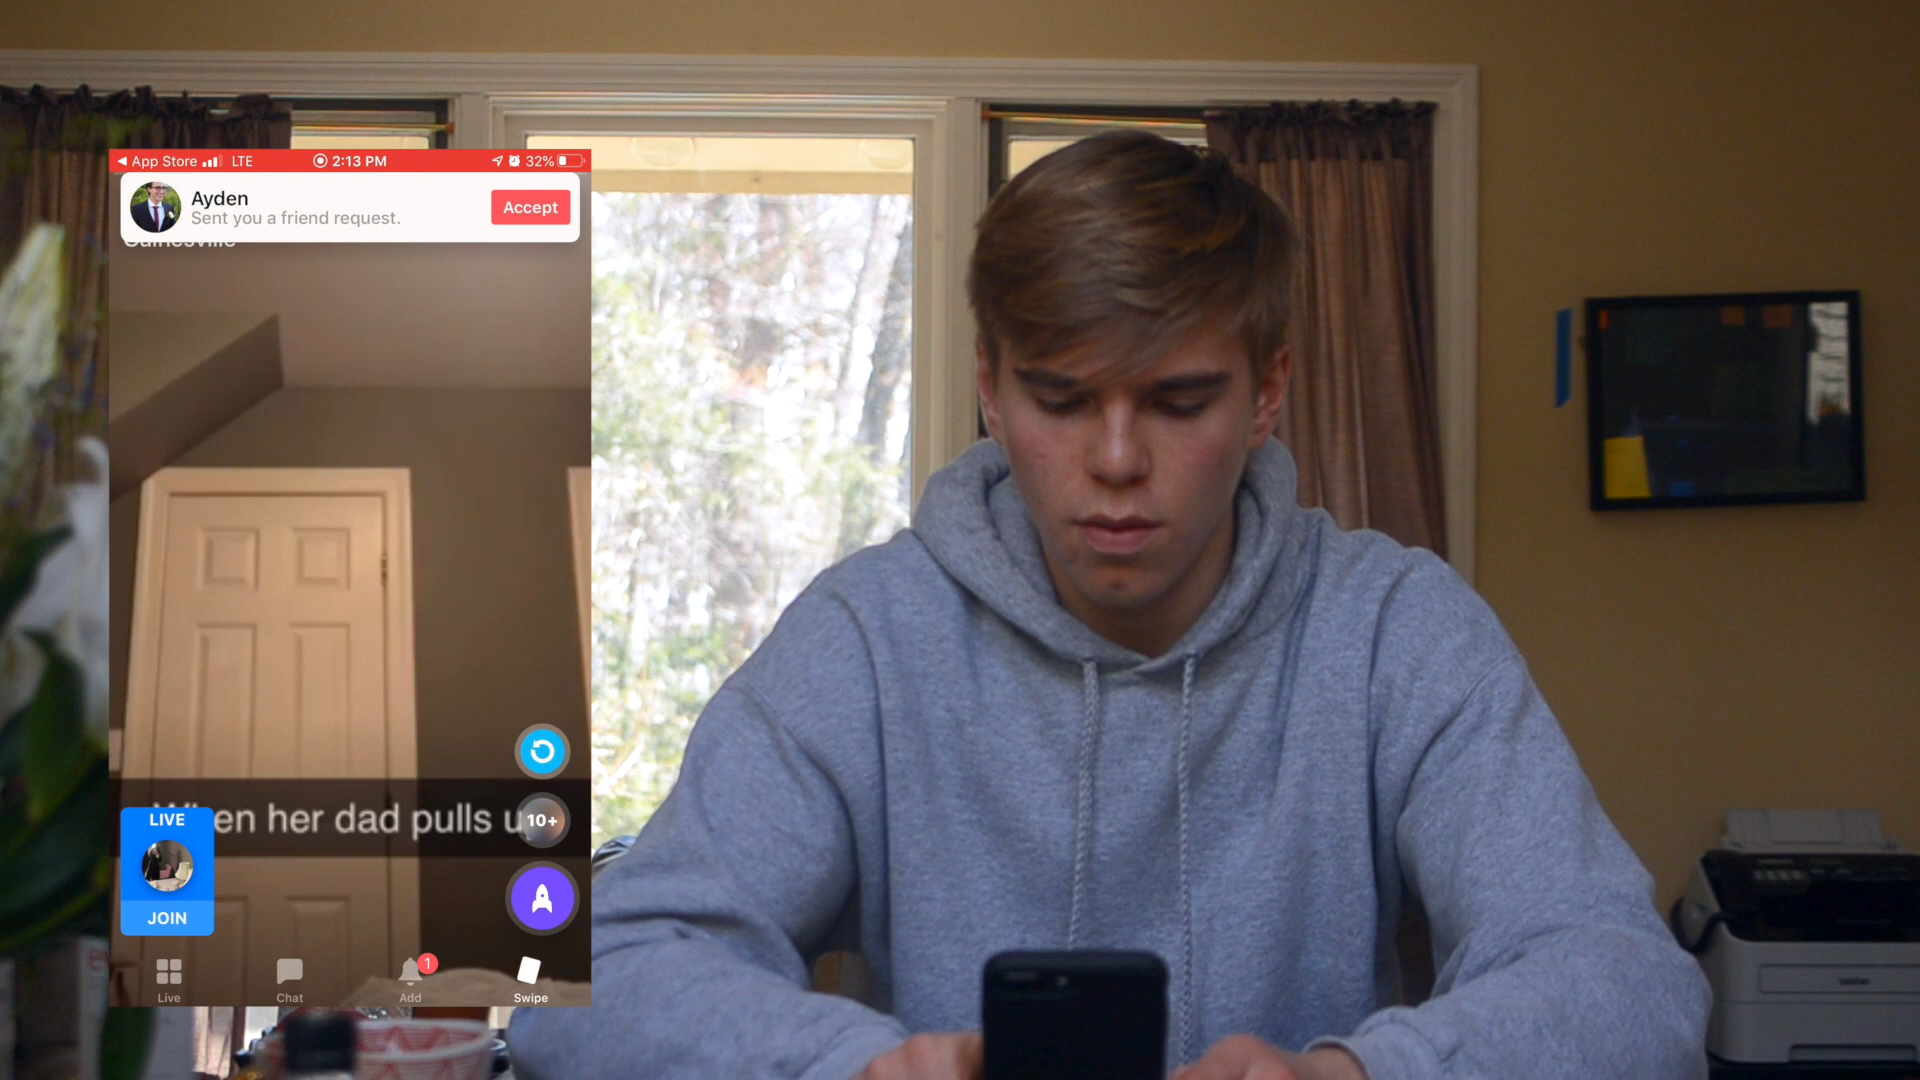 App Store LTE 2:13 PM 32%
Ayden
Sent you a friend request.
Accept
Gainesville
en her dad pulls u
10+
LIVE
JOIN
1
Live Chat Add Swipe